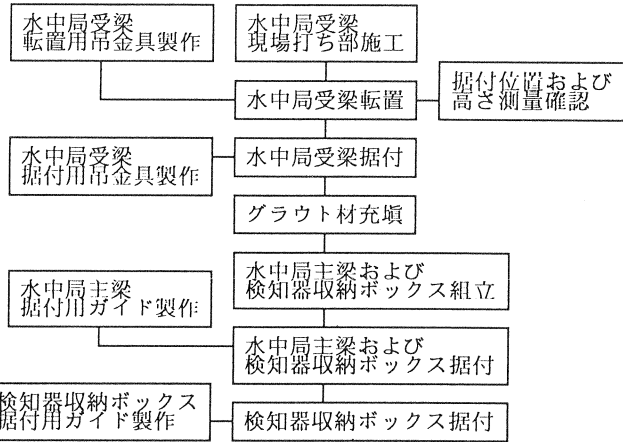 水中局受梁
転置用吊金具製作
水中局受梁
現場打ち部施工
水中局受梁転置
据付位置および
高さ測量確認
水中局受梁
据付用吊金具製作
水中局受梁据付
グラウト材充塡
水中局主梁および
検知器収納ボックス組立
水中局主梁
据付用ガイド製作
水中局主梁および
検知器収納ボックス据付
検知器収納ボックス
据付用ガイド製作
検知器収納ボックス据付